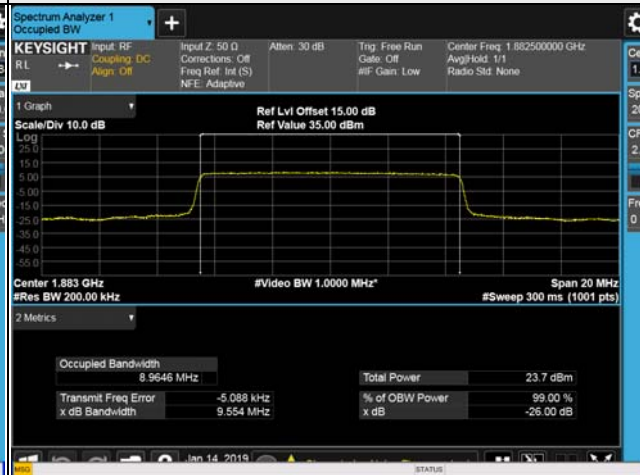 Spectrum Analyzer 1
Occupied BW
KEYSIGHT
RL
LXI
Input: RF
Coupling: DC
Align: Off
Input Z: 50 Ω
Corrections: Off
Freq Ref: Int (S)
NFE: Adaptive
Atten: 30 dB
Trig: Free Run
Gate: Off
#IF Gain: Low
Center Freq: 1.882500000 GHz
Avg|Hold: 1/1
Radio Std: None
1 Graph
Scale/Div 10.0 dB
Ref Lvl Offset 15.00 dB
Ref Value 35.00 dBm
Log
25.0
15.0
5.00
-5.00
-15.0
-25.0
-35.0
-45.0
-55.0
Center 1.883 GHz
#Res BW 200.00 kHz
#Video BW 1.0000 MHz*
Span 20 MHz
#Sweep 300 ms (1001 pts)
2 Metrics
Occupied Bandwidth
8.9646 MHz
Total Power 23.7 dBm
Transmit Freq Error -5.088 kHz
% of OBW Power 99.00 %
x dB Bandwidth 9.554 MHz
x dB -26.00 dB
Jan 14, 2019
MSG
STATUS